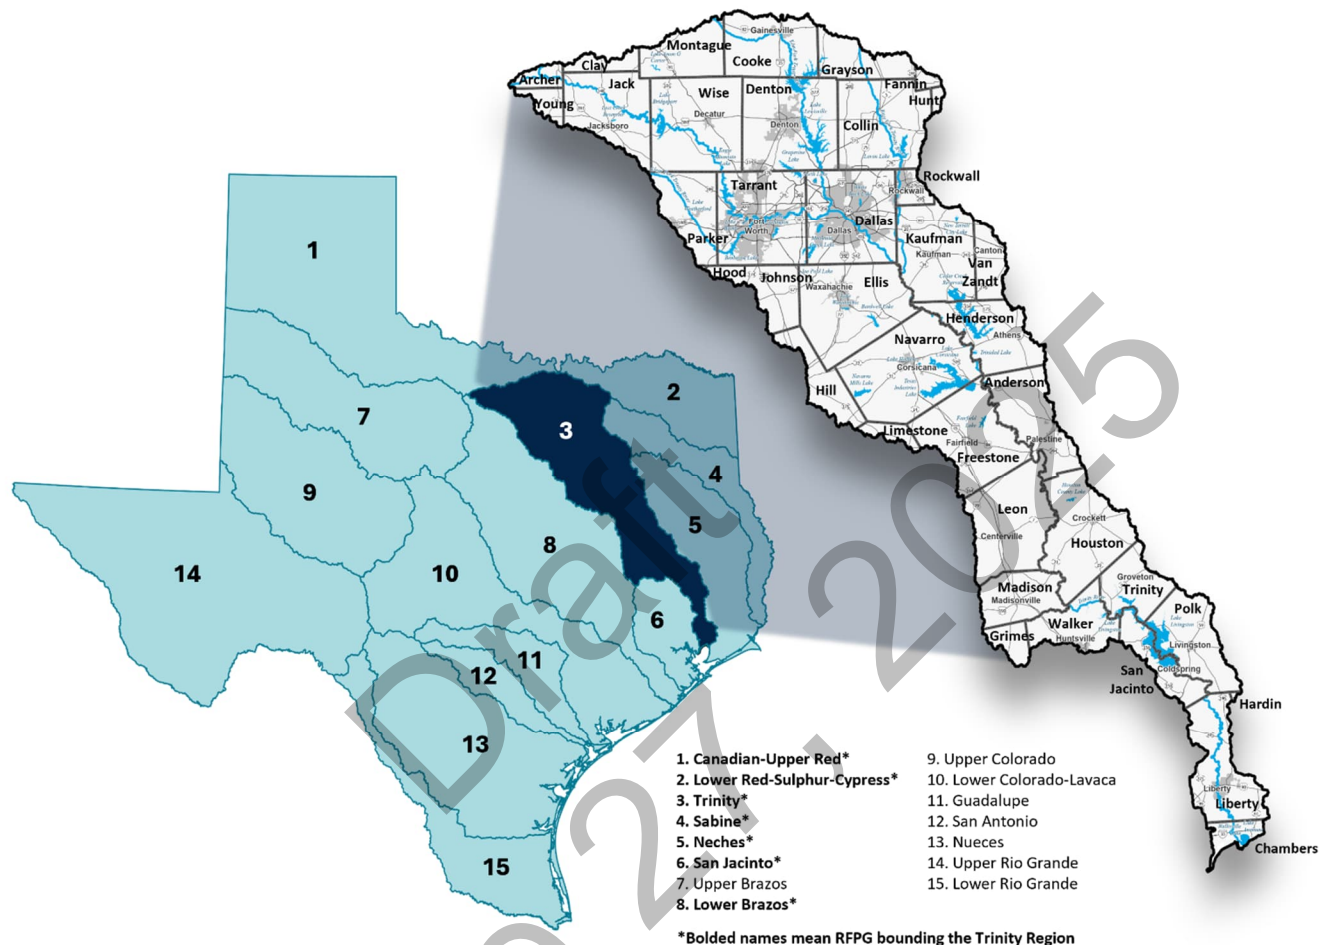 Gainesville
Montague
Cooke
Clay
Grayson
Archer
Jack
Wise
Denton
Fannin
Young
Hunt
Decatur
Jacksboro
Denton
Collin
Tarrant
Rockwall
Rockwall
Fort
Worth
Dallas
Dallas
Parker
Kaufman
Kaufman
Canton
Van
Zandt
Hood
Johnson
Ellis
Waxahachie
Henderson
Athens
Navarro
Corsicana
Hill
Anderson
Limestone
Fairfield
Palestine
Freestone
Leon
Crockett
Centerville
Houston
Madison
Madisonville
Groveton
Trinity
Polk
Walker
Huntsville
Grimes
Livingston
Coldspring
San
Jacinto
Hardin
Liberty
Liberty
Chambers
1
2
3
7
4
9
5
8
14
10
6
11
12
13
15
1. Canadian-Upper Red*
2. Lower Red-Sulphur-Cypress*
3. Trinity*
4. Sabine*
5. Neches*
6. San Jacinto*
7. Upper Brazos
8. Lower Brazos*
9. Upper Colorado
10. Lower Colorado-Lavaca
11. Guadalupe
12. San Antonio
13. Nueces
14. Upper Rio Grande
15. Lower Rio Grande
*Bolded names mean RFPG bounding the Trinity Region
Draft
27, 2025